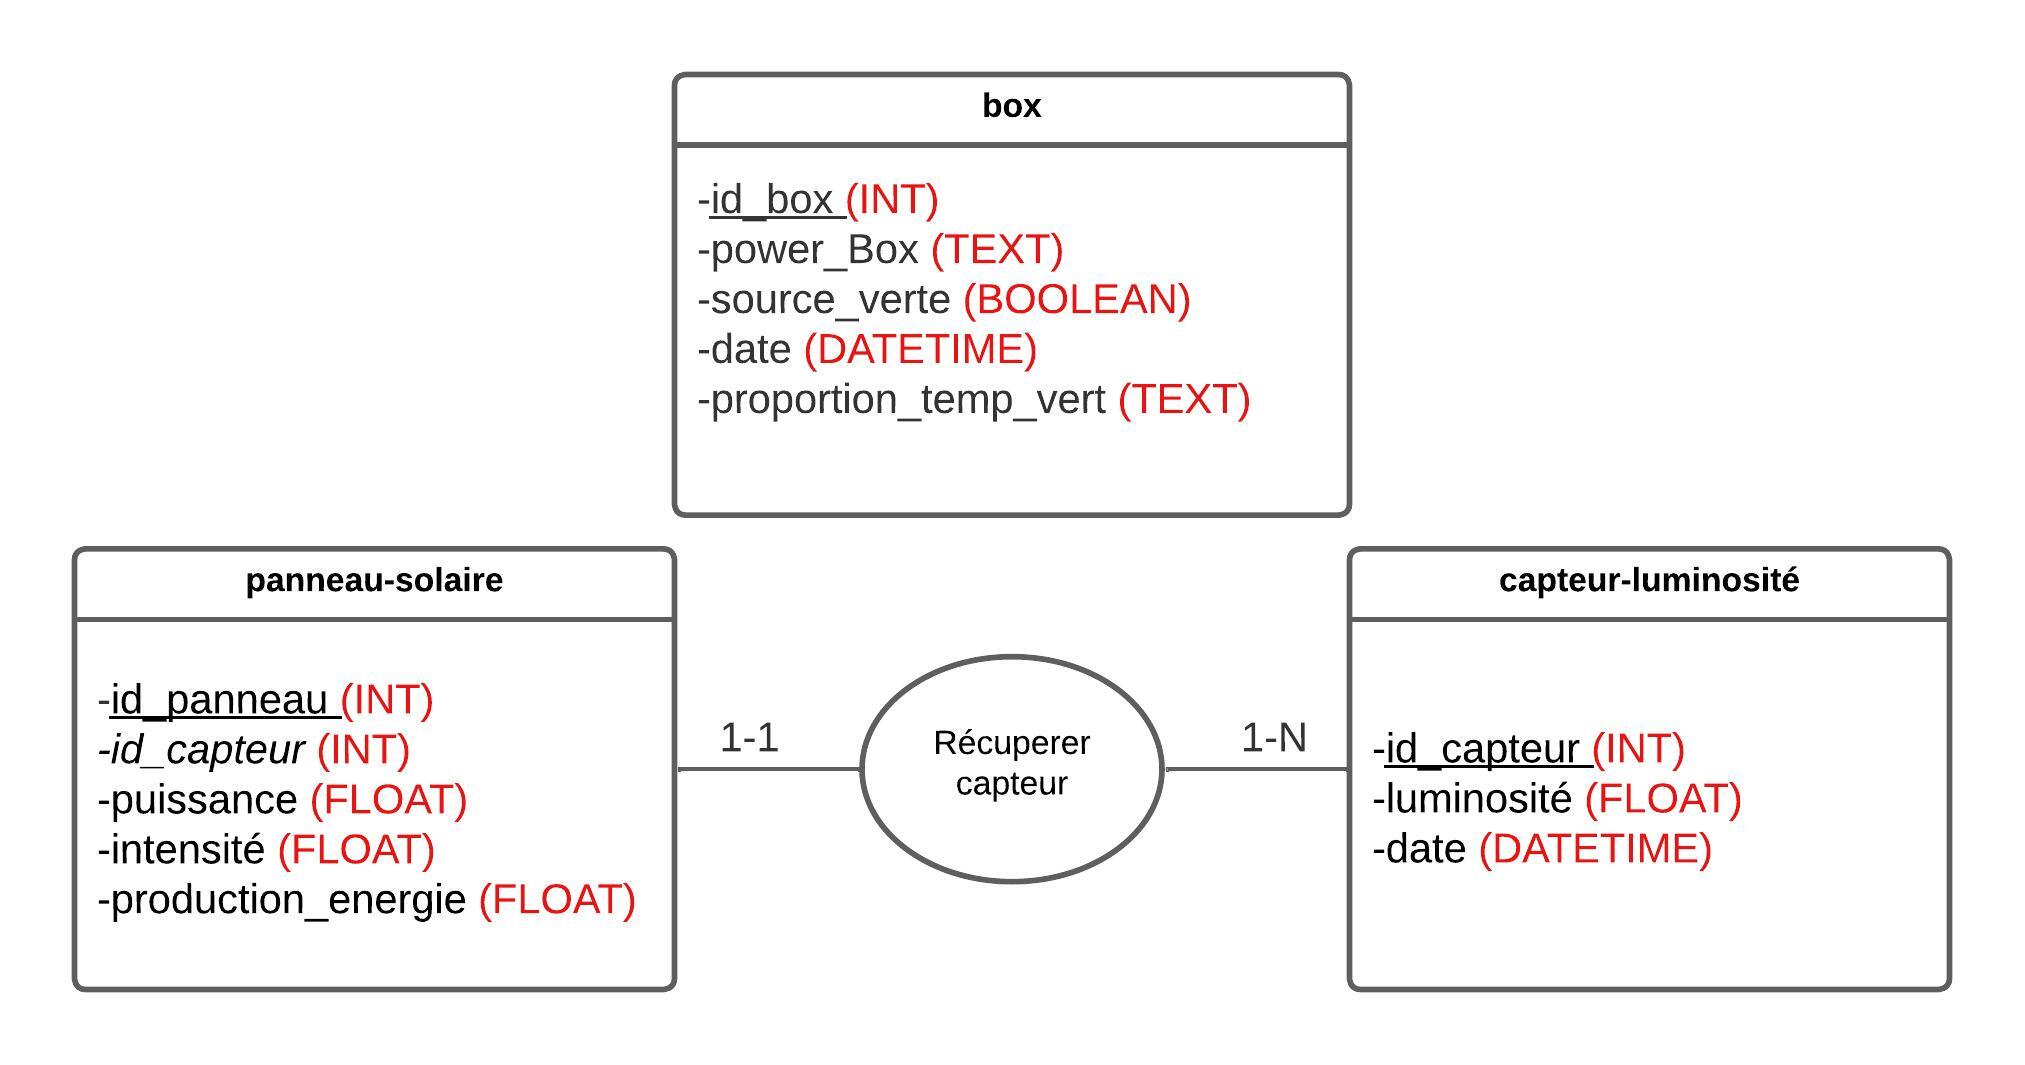 box
-id_box (INT)
-power_Box (TEXT)
-source_verte (BOOLEAN)
-date (DATETIME)
-proportion_temp_vert (TEXT)
panneau-solaire
-id_panneau (INT)
-id_capteur (INT)
-puissance (FLOAT)
-intensité (FLOAT)
-production_energie (FLOAT)
1-1
Récuperer
capteur
1-N
capteur-luminosité
-id_capteur (INT)
-luminosité (FLOAT)
-date (DATETIME)